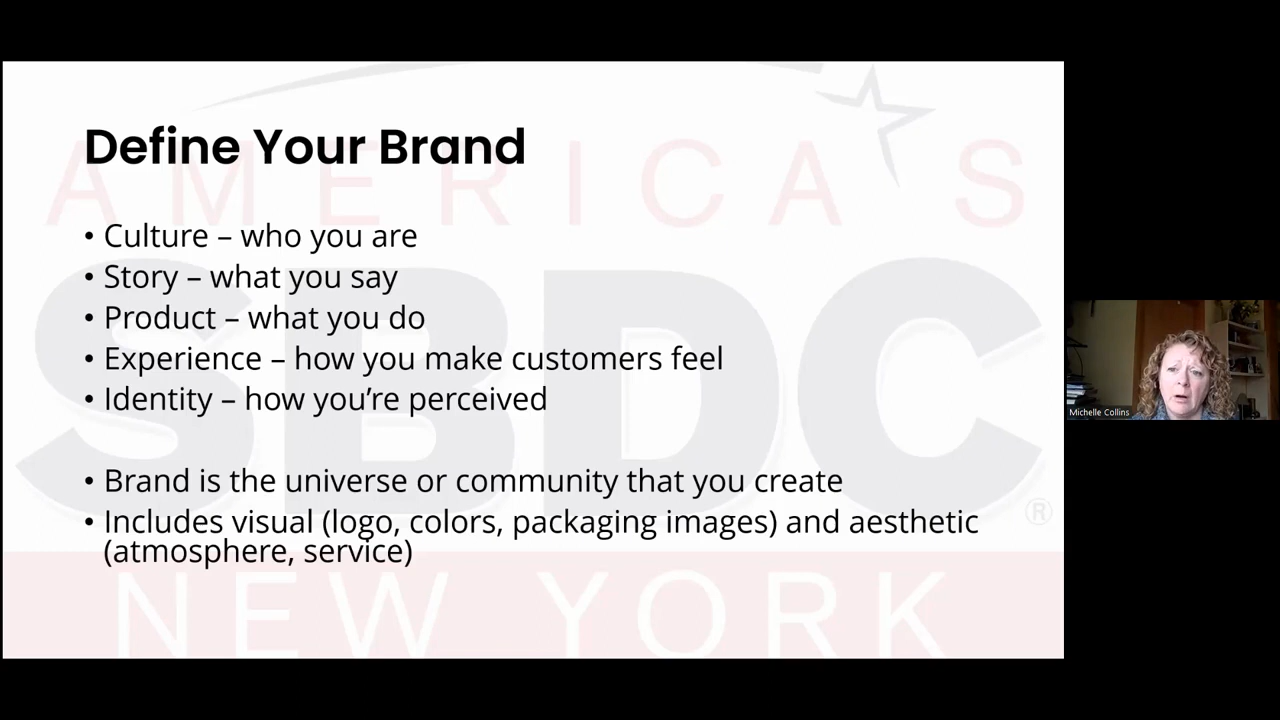 Define Your Brand
• Culture – who you are
• Story – what you say
• Product – what you do
• Experience – how you make customers feel
• Identity – how you’re perceived
• Brand is the universe or community that you create
• Includes visual (logo, colors, packaging images) and aesthetic
(atmosphere, service)
AMERICA'S
SBDC®
NEW YORK
Michelle Collins